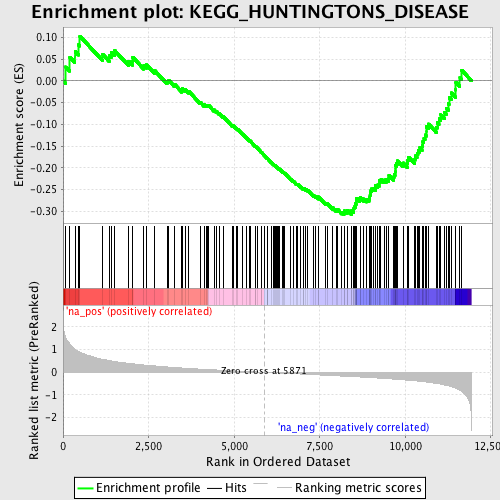 Enrichment plot: KEGG_HUNTINGTONS_DISEASE
Enrichment score (ES)
0.10
0.05
0.00
-0.05
-0.10
-0.15
-0.20
-0.25
-0.30
'na_pos' (positively correlated)
Zero cross at 5871
'na_neg' (negatively correlated)
Ranked list metric (PreRanked)
2
1
0
-1
-2
0
2,500
5,000
7,500
10,000
12,500
Rank in Ordered Dataset
Enrichment profile
Hits
Ranking metric scores